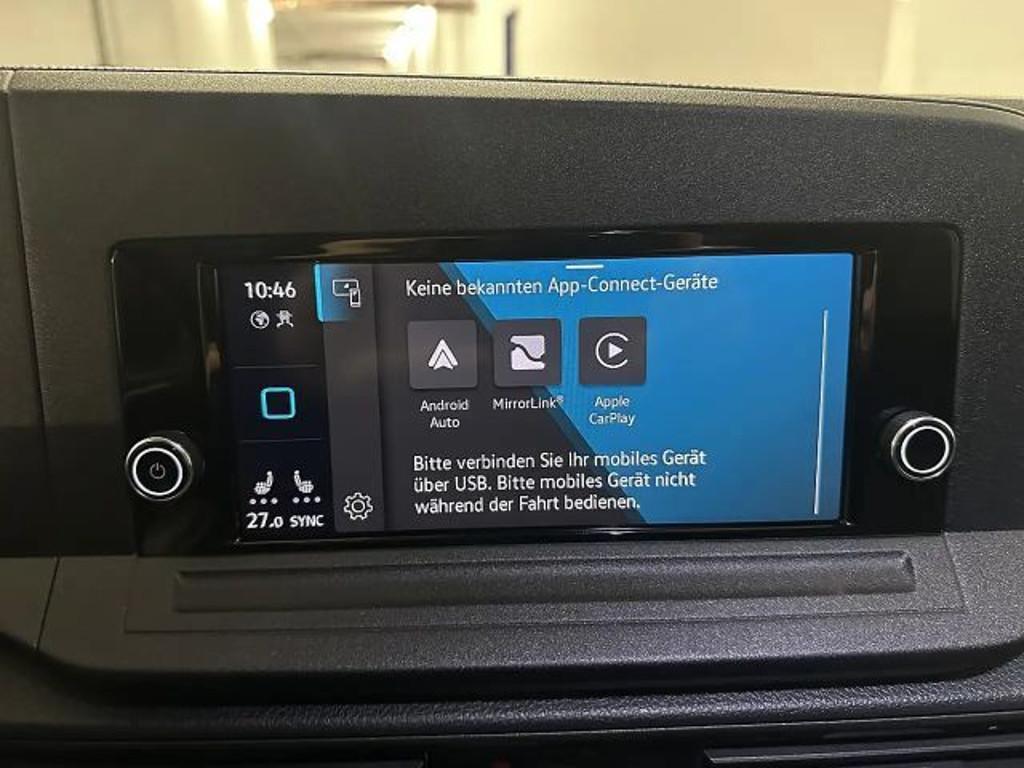 10:46
Keine bekannten App-Connect-Geräte
Android
Auto
MirrorLink®
Apple
CarPlay
Bitte verbinden Sie Ihr mobiles Gerät
über USB. Bitte mobiles Gerät nicht
während der Fahrt bedienen.
27.0 SYNC